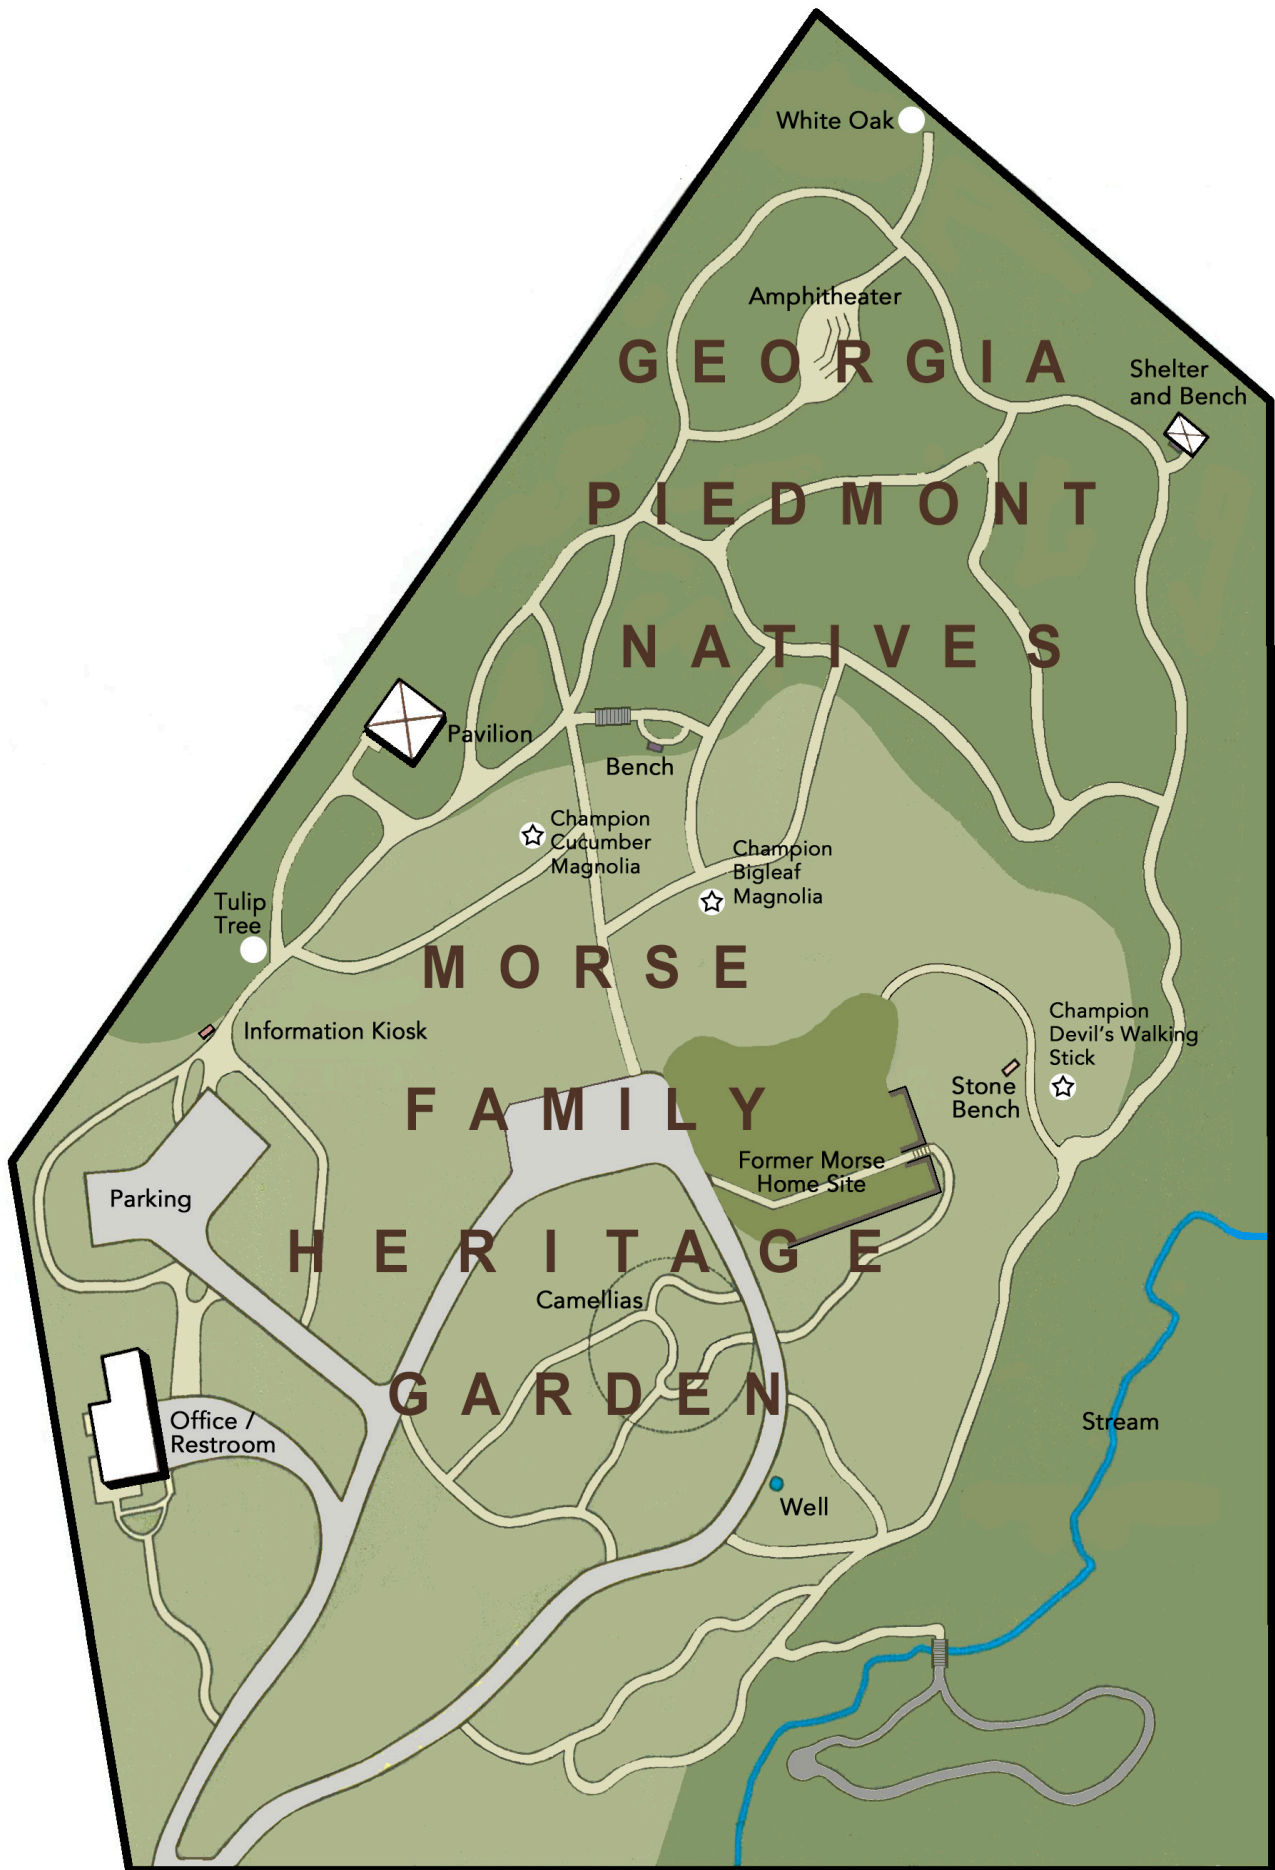 White Oak
Amphitheater
GEORGIA
Shelter
and Bench
PIEDMONT
NATIVES
Pavilion
Bench
Champion
Cucumber
Magnolia
Champion
Bigleaf
Magnolia
Tulip
Tree
MORSE
Information Kiosk
Champion
Devil's Walking
Stick
Stone
Bench
FAMILY
Former Morse
Home Site
Parking
HERITAGE
Camellias
GARDEN
Office /
Restroom
Stream
Well